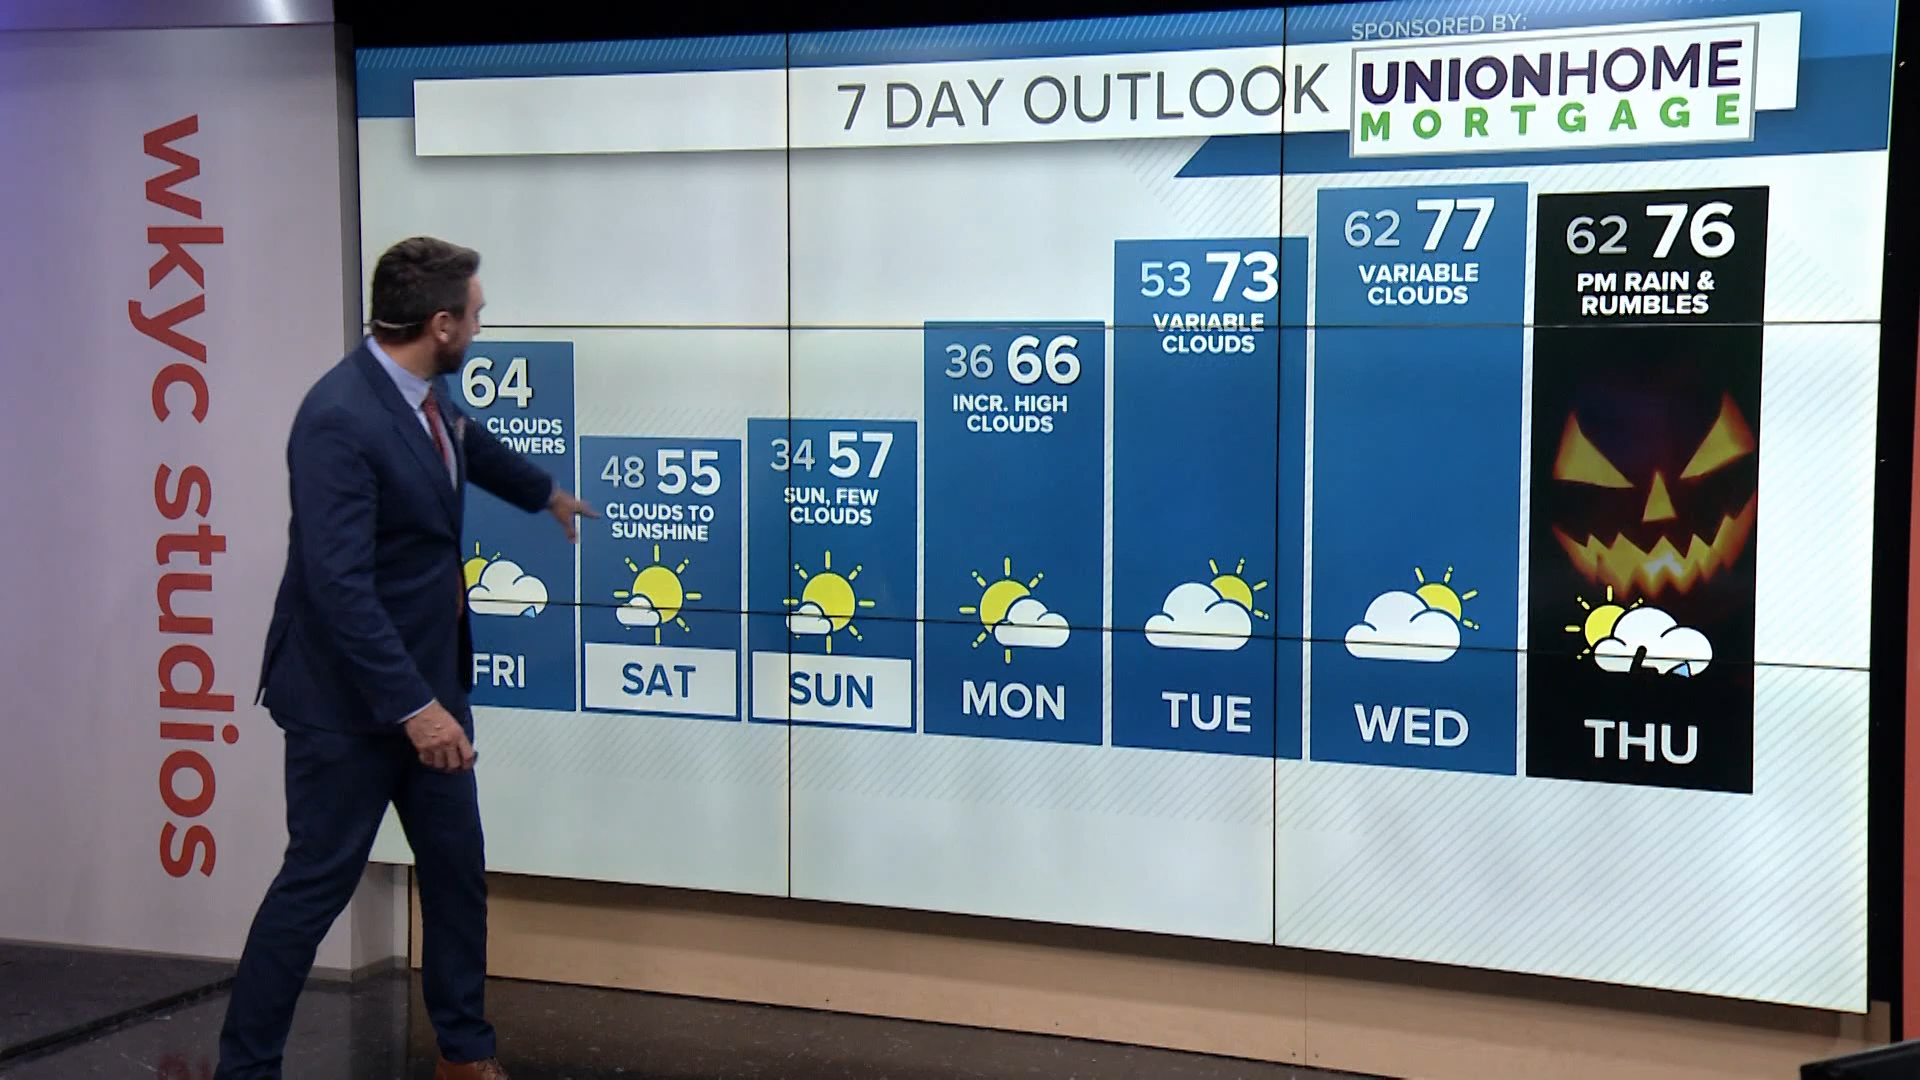 wkyc studios
SPONSORED BY:
7 DAY OUTLOOK
UNIONHOME
MORTGAGE
64
CLOUDS
FRI
48 55
CLOUDS TO
SUNSHINE
SAT
34 57
SUN, FEW
CLOUDS
SUN
36 66
INCR. HIGH
CLOUDS
MON
53 73
VARIABLE
CLOUDS
TUE
62 77
VARIABLE
CLOUDS
WED
62 76
PM RAIN &
RUMBLES
THU